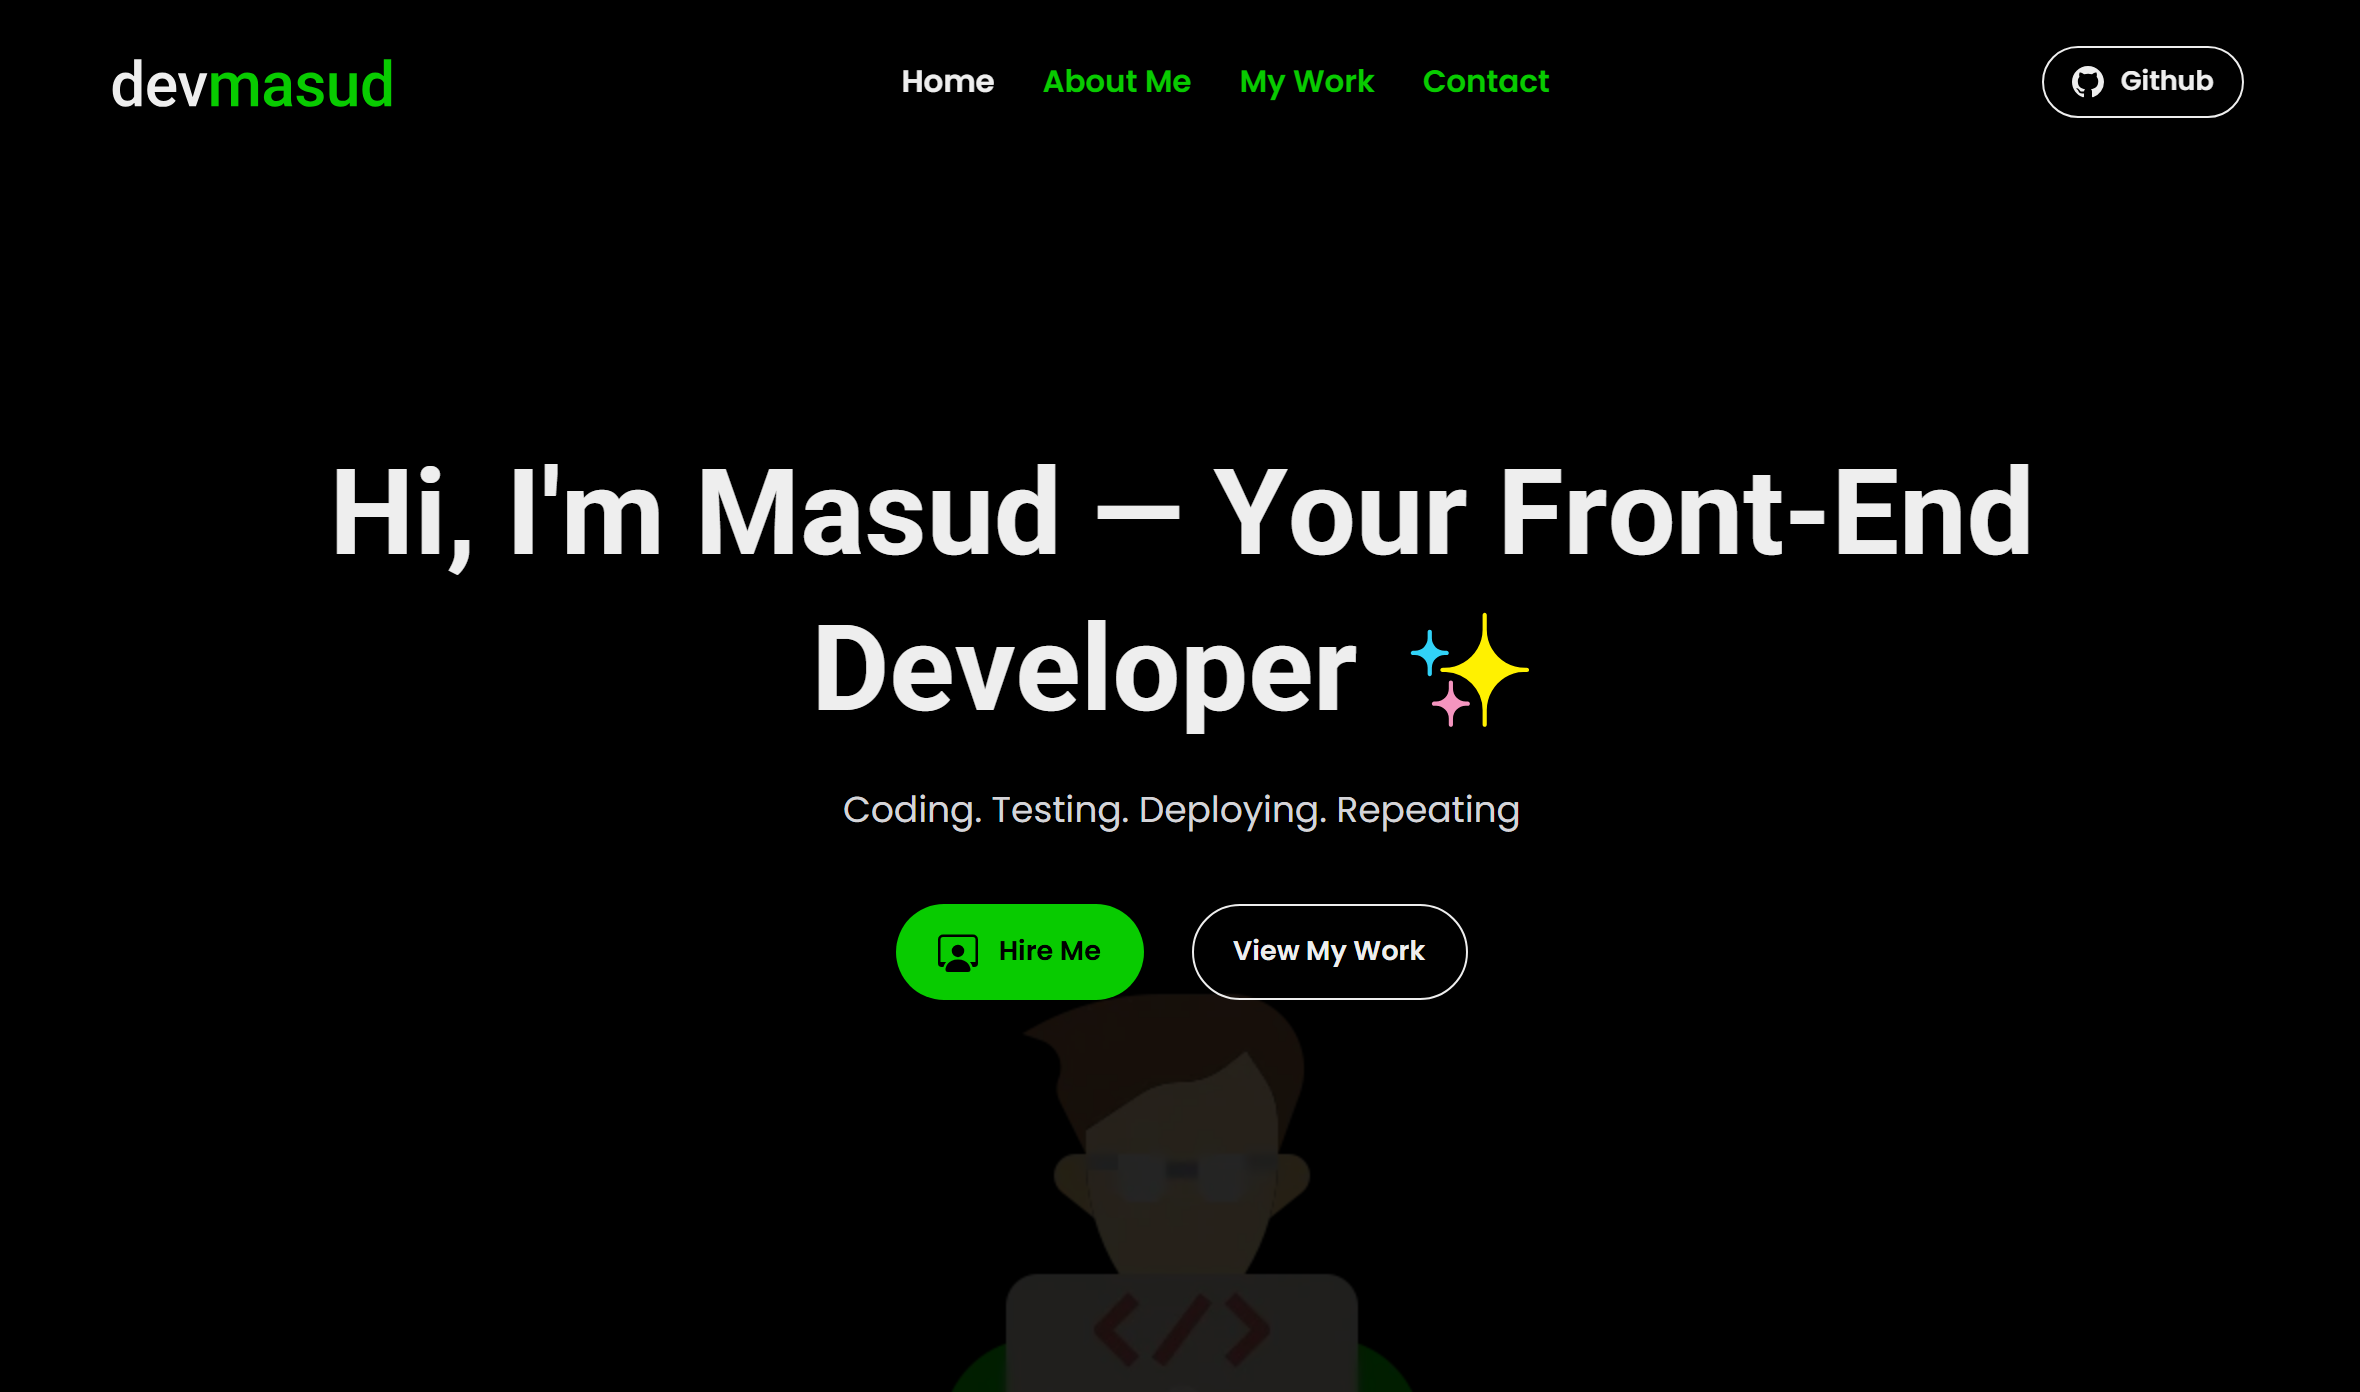 devmasud
Home About Me My Work Contact
Github
Hi, I'm Masud — Your Front-End
Developer ✨
Coding. Testing. Deploying. Repeating
Hire Me
View My Work
</>